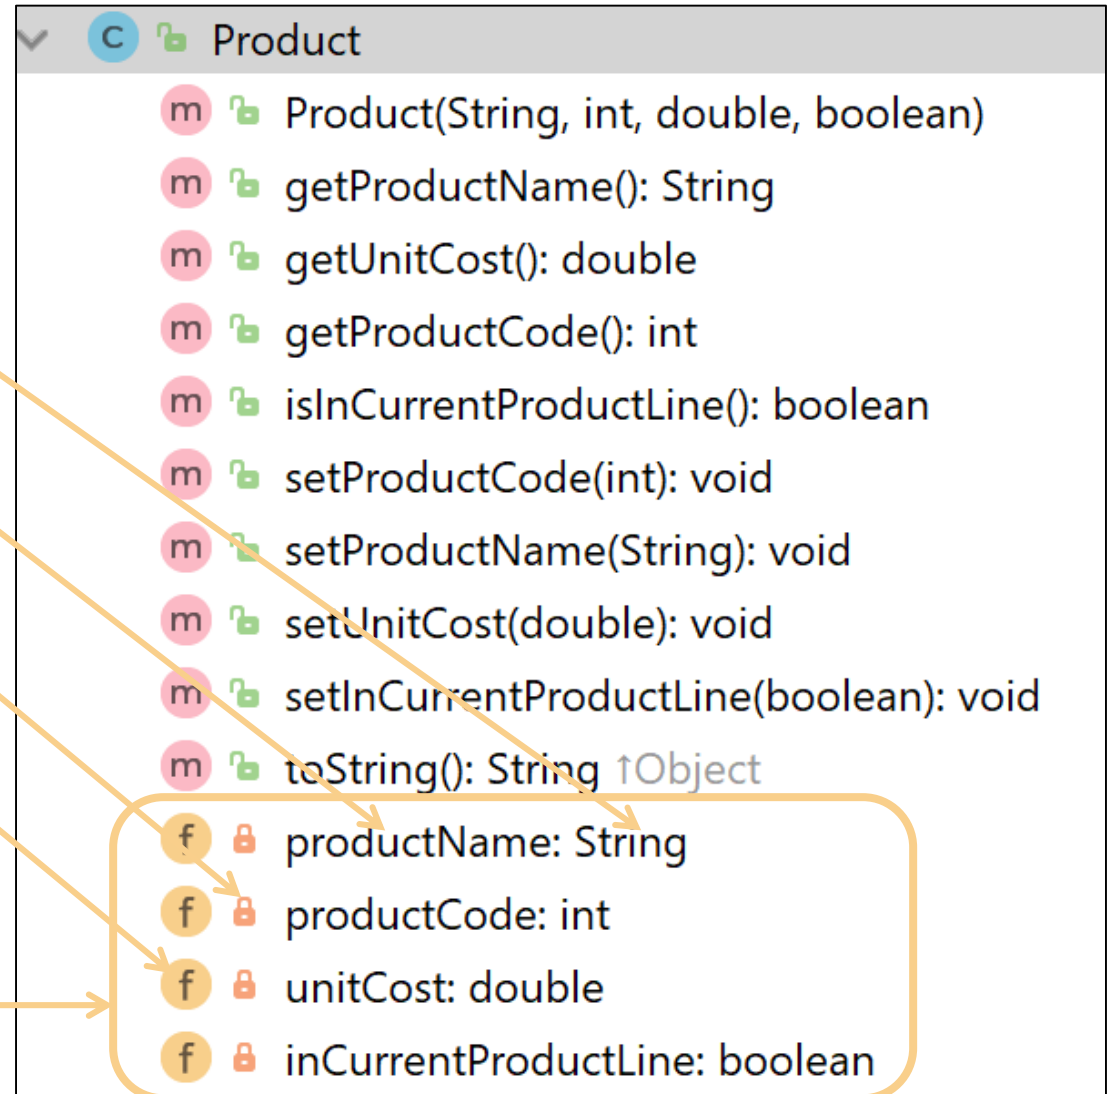 C Product
m Product(String, int, double, boolean)
m getProductName(): String
m getUnitCost(): double
m getProductCode(): int
m isInCurrentProductLine(): boolean
m setProductCode(int): void
m setProductName(String): void
m setUnitCost(double): void
m setInCurrentProductLine(boolean): void
m toString(): String ↑Object
f productName: String
f productCode: int
f unitCost: double
f inCurrentProductLine: boolean